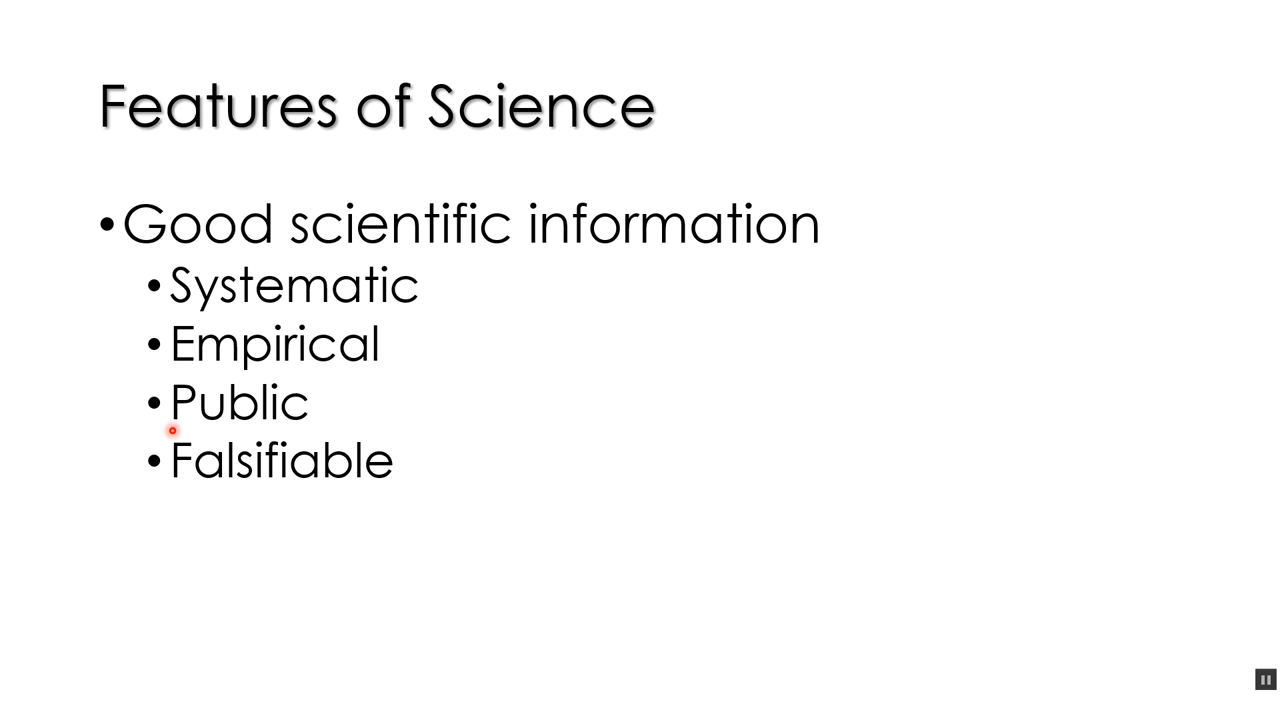 Features of Science
• Good scientific information
• Systematic
• Empirical
• Public
• Falsifiable